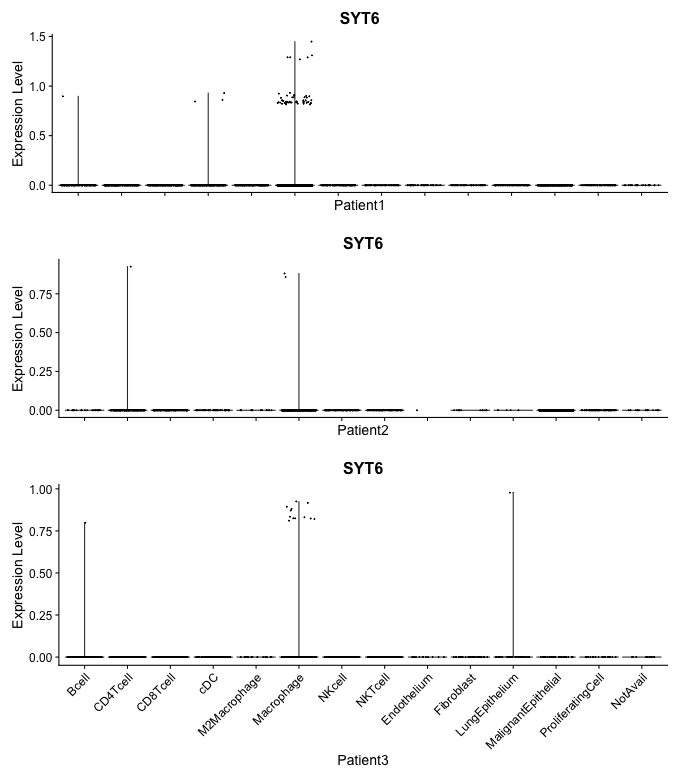 SYT6
Expression Level
1.5
1.0
0.5
0.0
Patient1
SYT6
Expression Level
0.75
0.50
0.25
0.00
Patient2
SYT6
Expression Level
1.00
0.75
0.50
0.25
0.00
Bcell
CD4Tcell
CD8Tcell
cDC
M2Macrophage
Macrophage
NKcell
NKTcell
Endothelium
Fibroblast
LungEpithelium
MalignantEpithelial
ProliferatingCell
NotAvail
Patient3